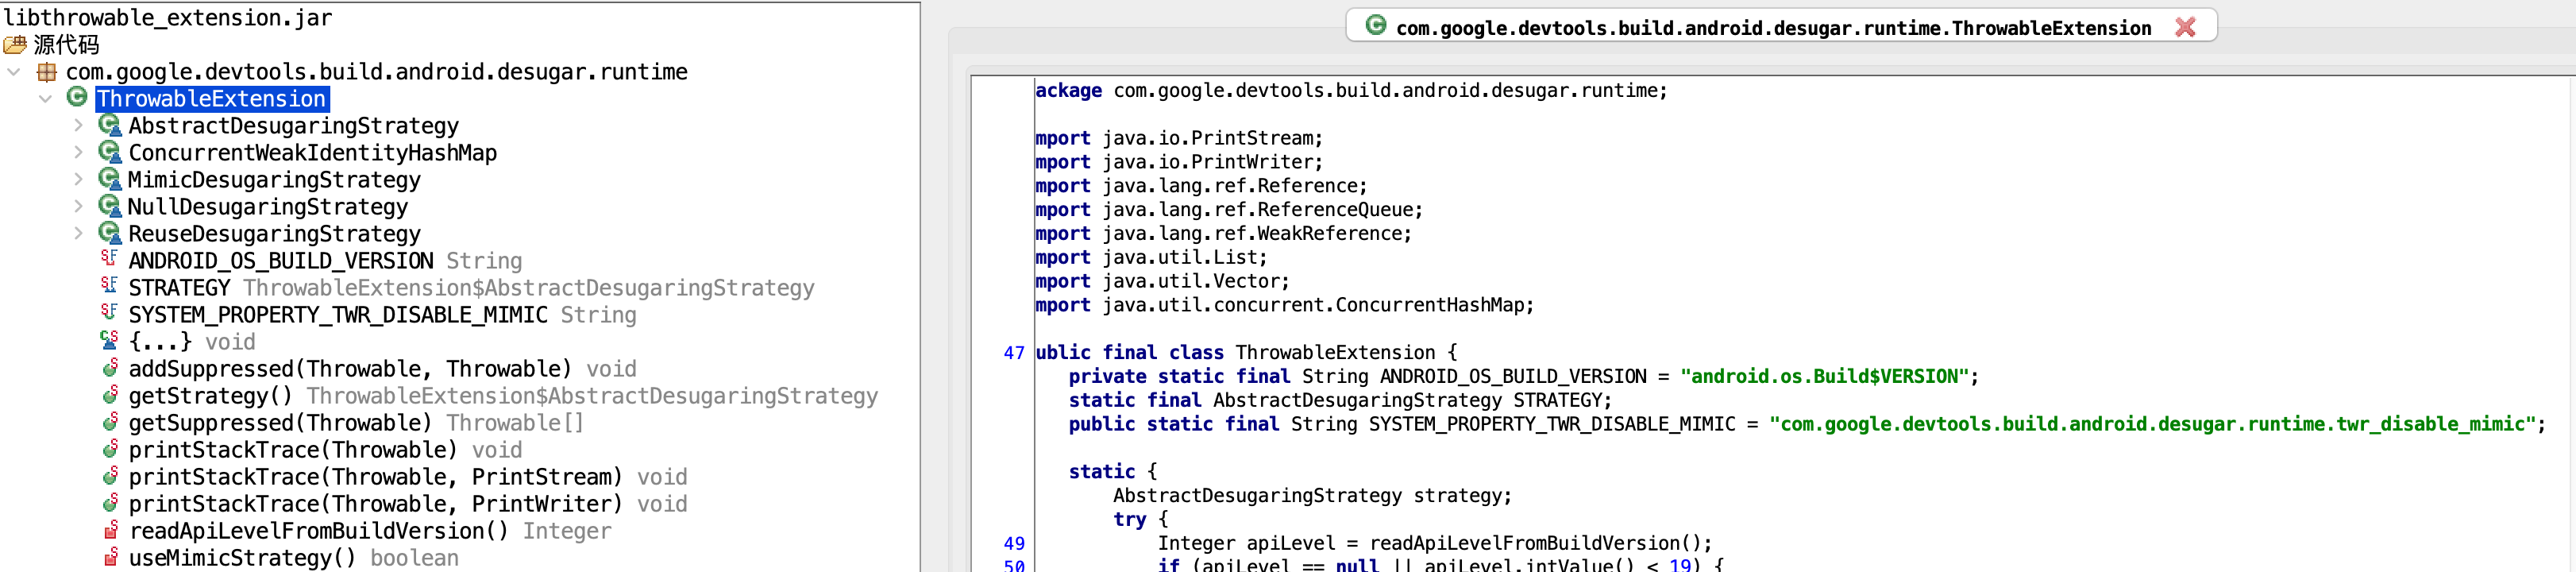 libthrowable_extension.jar
源代码
com.google.devtools.build.android.desugar.runtime
ThrowableExtension
AbstractDesugaringStrategy
ConcurrentWeakIdentityHashMap
MimicDesugaringStrategy
NullDesugaringStrategy
ReuseDesugaringStrategy
ANDROID_OS_BUILD_VERSION String
STRATEGY ThrowableExtension$AbstractDesugaringStrategy
SYSTEM_PROPERTY_TWR_DISABLE_MIMIC String
{...} void
addSuppressed(Throwable, Throwable) void
getStrategy() ThrowableExtension$AbstractDesugaringStrategy
getSuppressed(Throwable) Throwable[]
printStackTrace(Throwable) void
printStackTrace(Throwable, PrintStream) void
printStackTrace(Throwable, PrintWriter) void
readApiLevelFromBuildVersion() Integer
useMimicStrategy() boolean
com.google.devtools.build.android.desugar.runtime.ThrowableExtension
ackage com.google.devtools.build.android.desugar.runtime;
mport java.io.PrintStream;
mport java.io.PrintWriter;
mport java.lang.ref.Reference;
mport java.lang.ref.ReferenceQueue;
mport java.lang.ref.WeakReference;
mport java.util.List;
mport java.util.Vector;
mport java.util.concurrent.ConcurrentHashMap;
47 ublic final class ThrowableExtension {
private static final String ANDROID_OS_BUILD_VERSION = "android.os.Build$VERSION";
static final AbstractDesugaringStrategy STRATEGY;
public static final String SYSTEM_PROPERTY_TWR_DISABLE_MIMIC = "com.google.devtools.build.android.desugar.runtime.twr_disable_mimic";
static {
AbstractDesugaringStrategy strategy;
try {
49 Integer apiLevel = readApiLevelFromBuildVersion();
50 if (apiLevel == null || apiLevel.intValue() < 19) {